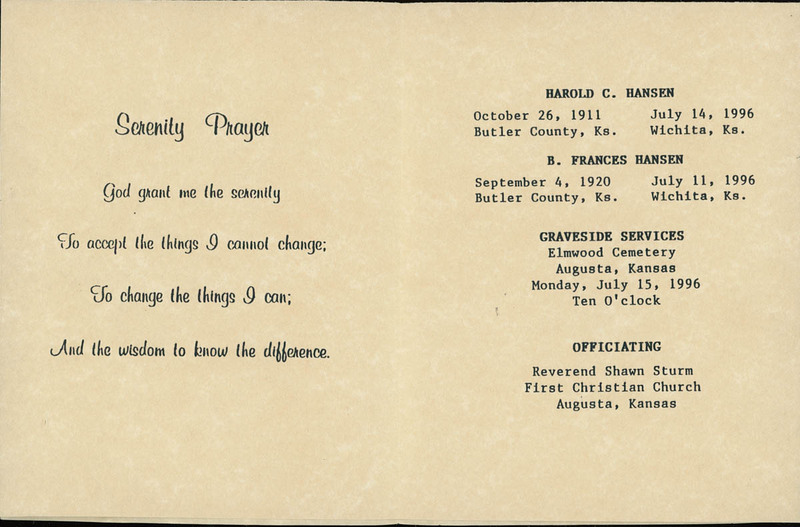 Serenity Prayer
God grant me the serenity
To accept the things I cannot change;
To change the things I can;
And the wisdom to know the difference.
HAROLD C. HANSEN
October 26, 1911 July 14, 1996
Butler County, Ks. Wichita, Ks.
B. FRANCES HANSEN
September 4, 1920 July 11, 1996
Butler County, Ks. Wichita, Ks.
GRAVESIDE SERVICES
Elmwood Cemetery
Augusta, Kansas
Monday, July 15, 1996
Ten O'clock
OFFICIATING
Reverend Shawn Sturm
First Christian Church
Augusta, Kansas